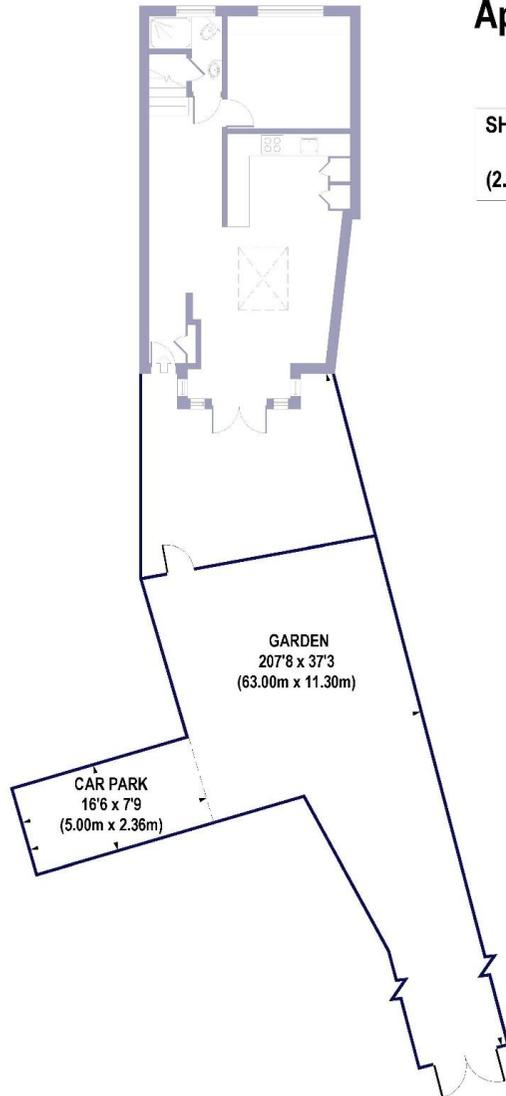 Ap
SH
(2.
GARDEN
207'8 x 37'3
(63.00m x 11.30m)
CAR PARK
16'6 x 7'9
(5.00m x 2.36m)